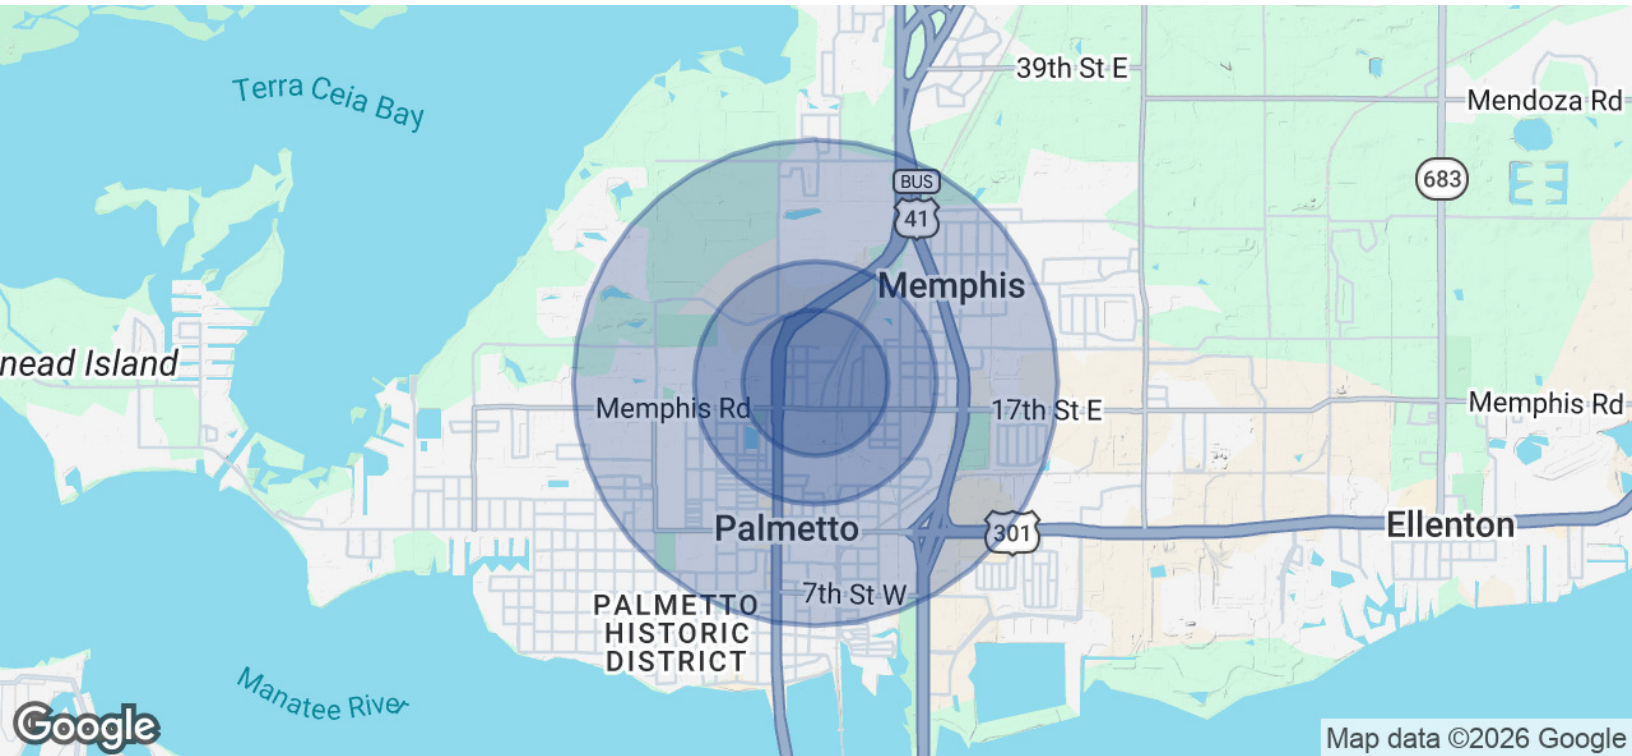 39th St E
Terra Ceia Bay
Mendoza Rd
BUS
41
683
Memphis
nead Island
Memphis Rd
17th St E
Memphis Rd
Palmetto
301
Ellenton
7th St W
PALMETTO
HISTORIC
DISTRICT
Manatee River
Google
Map data ©2026 Google